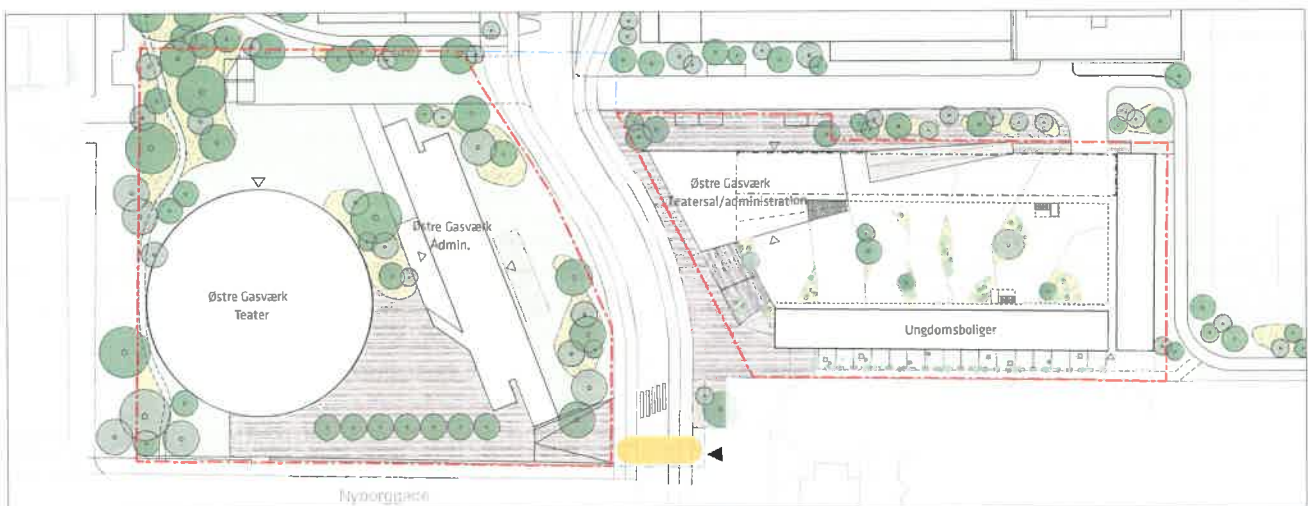 Østre Gasværk
Teater
Østre Gasværk
Admin.
Østre Gasværk
Teatersal/administration
Ungdomsboliger
Nyborggade